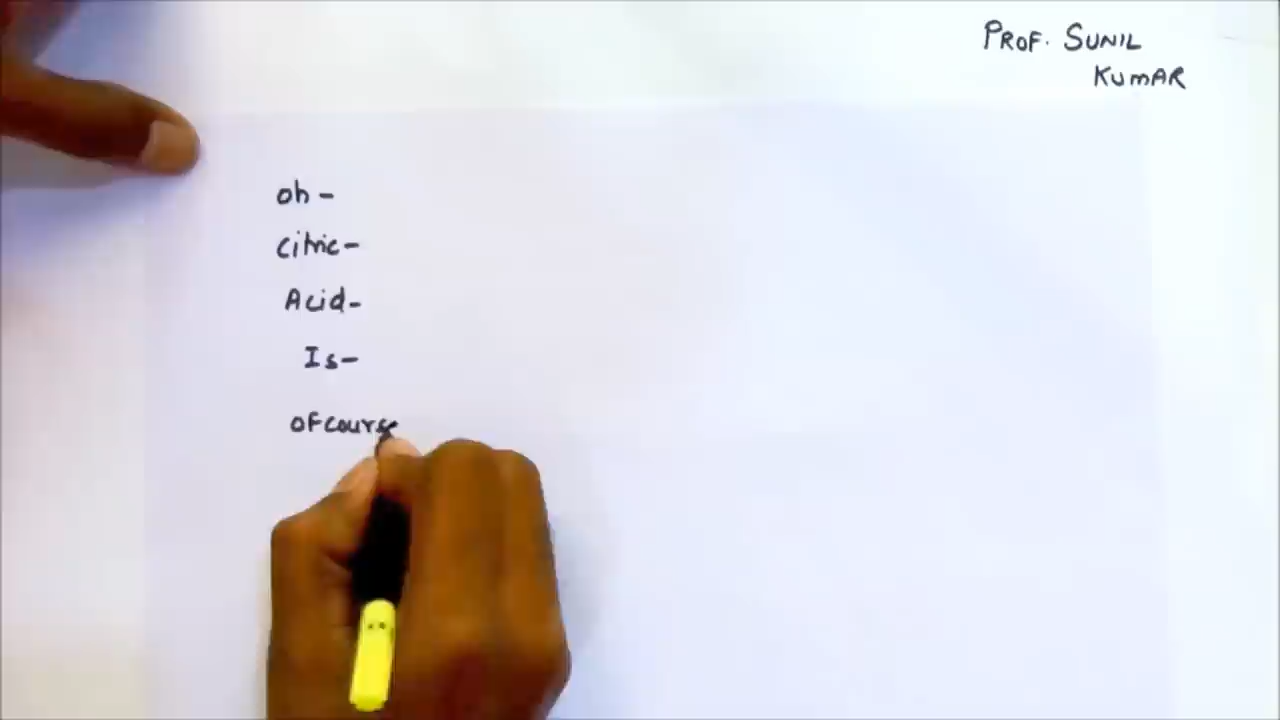 PROF. SUNIL
KUMAR
Oh -
Citric -
Acid -
Is -
Ofcourse